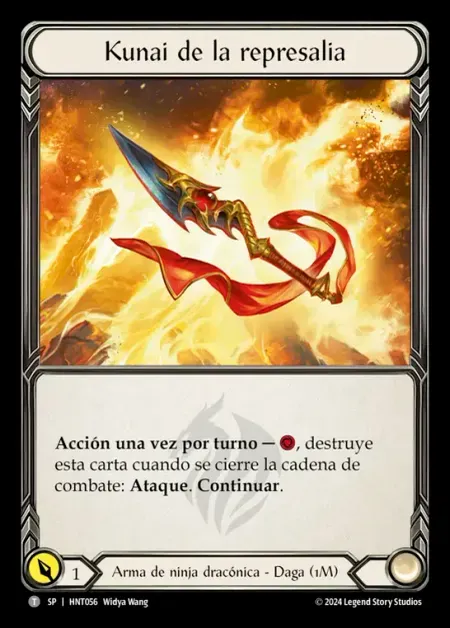 Kunai de la represalia
Acción una vez por turno — , destruye
esta carta cuando se cierre la cadena de
combate: Ataque. Continuar.
1
Arma de ninja dracónica - Daga (1M)
T SP | HNT056 Widya Wang
© 2024 Legend Story Studios